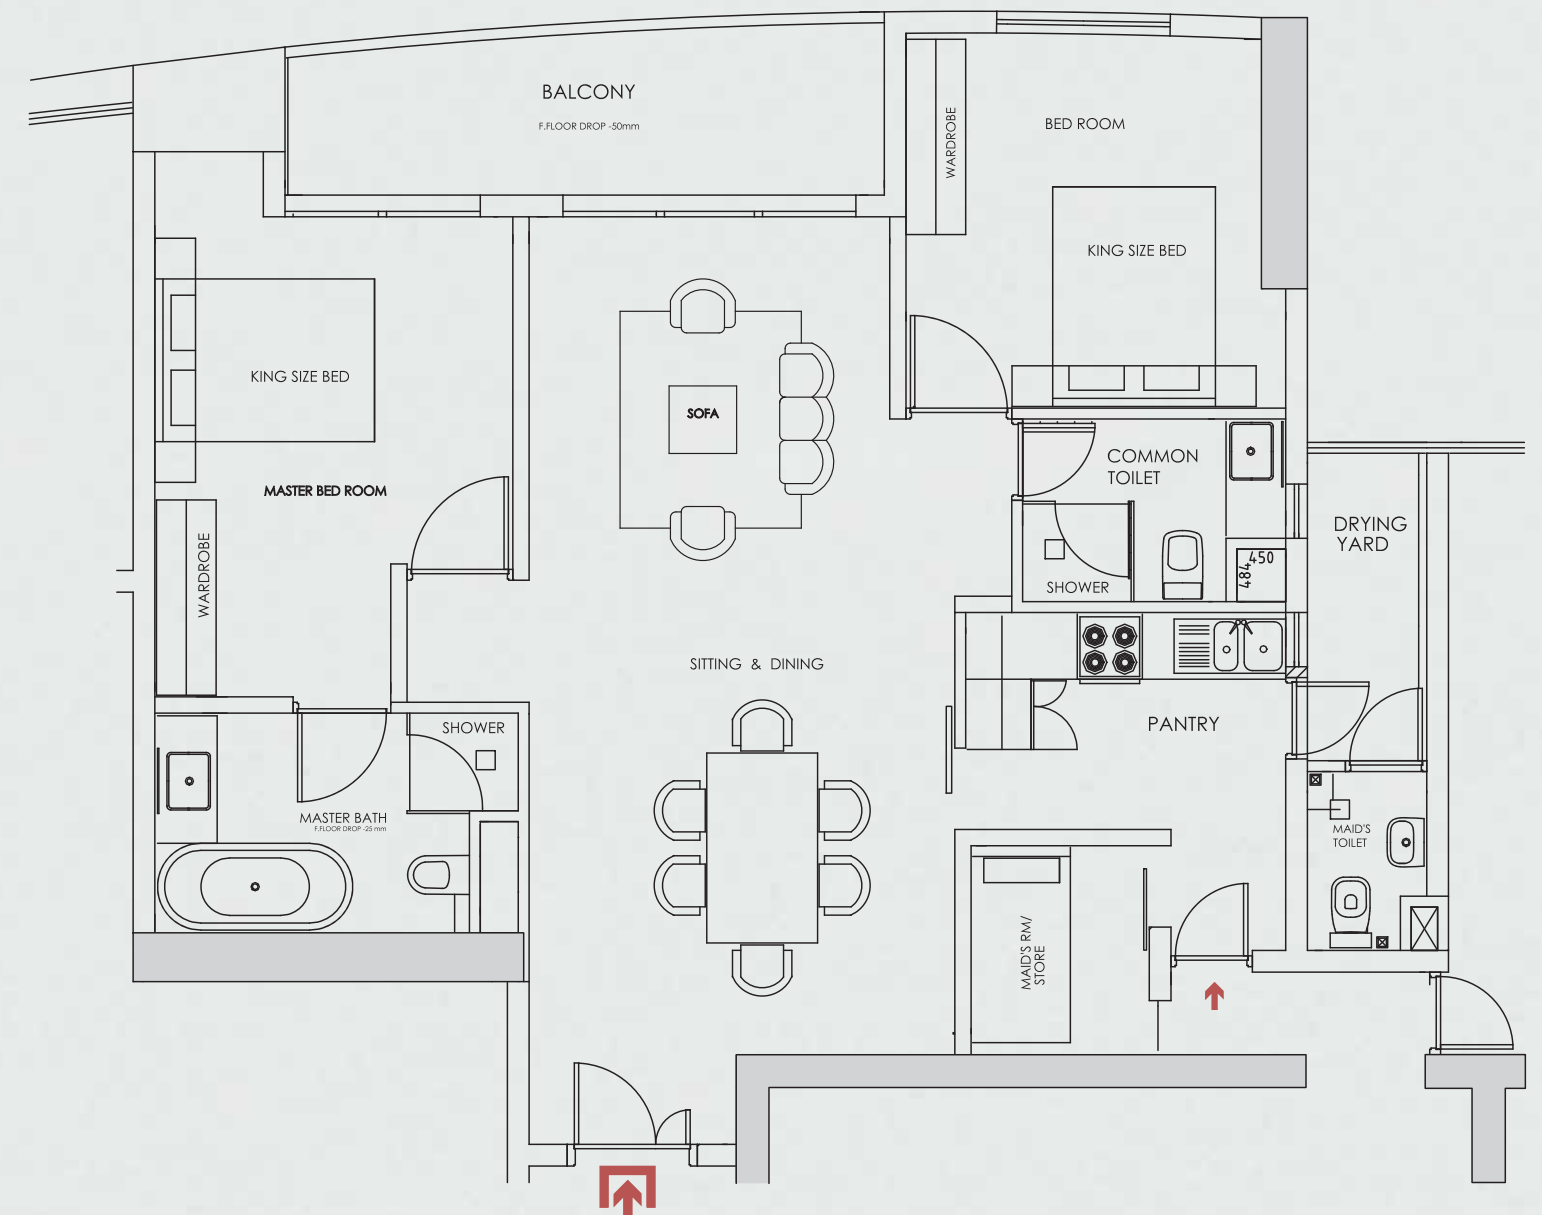 BALCONY
F.FLOOR DROP -50mm
WARDROBE
BED ROOM
KING SIZE BED
KING SIZE BED
SOFA
MASTER BED ROOM
COMMON
TOILET
WARDROBE
DRYING
YARD
450
484
SHOWER
SITTING & DINING
SHOWER
PANTRY
MASTER BATH
F.FLOOR DROP -25 mm
MAID'S
TOILET
MAID'S RM/
STORE